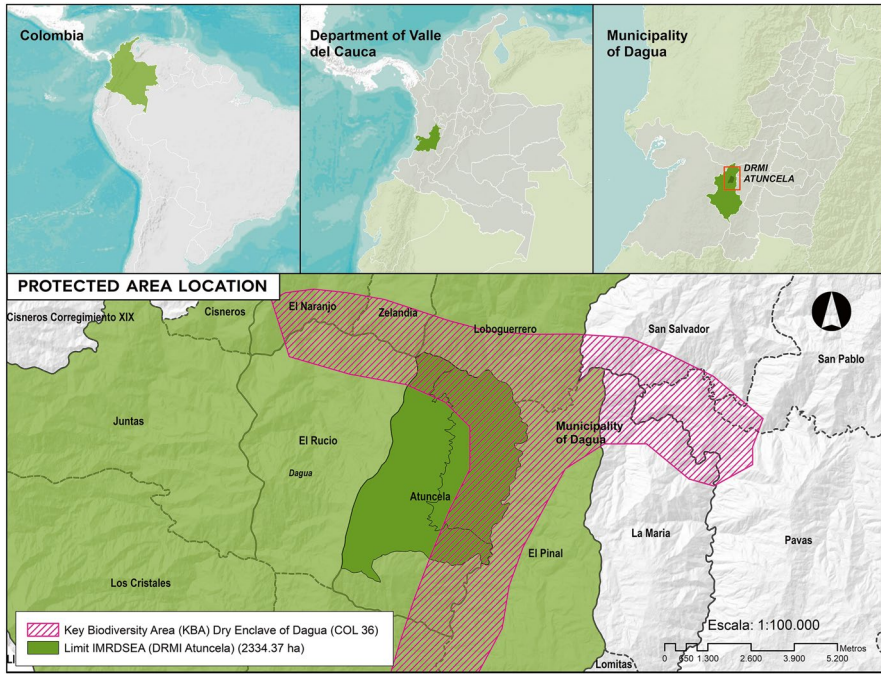 Colombia
Department of Valle
del Cauca
Municipality
of Dagua
DRMI
ATUNCELA
PROTECTED AREA LOCATION
Cisneros Corregimiento XIX
Cisneros
El Naranjo
Zelandia
Loboguerrero
San Salvador
San Pablo
Juntas
El Rucio
Dagua
Municipality
of Dagua
Atuncela
El Pinal
La Maria
Pavas
Los Cristales
Lomitas
Key Biodiversity Area (KBA) Dry Enclave of Dagua (COL 36)
Limit IMRDSEA (DRMI Atuncela) (2334.37 ha)
Escala: 1:100.000
Metros
0 650 1.300 2.600 3.900 5.200